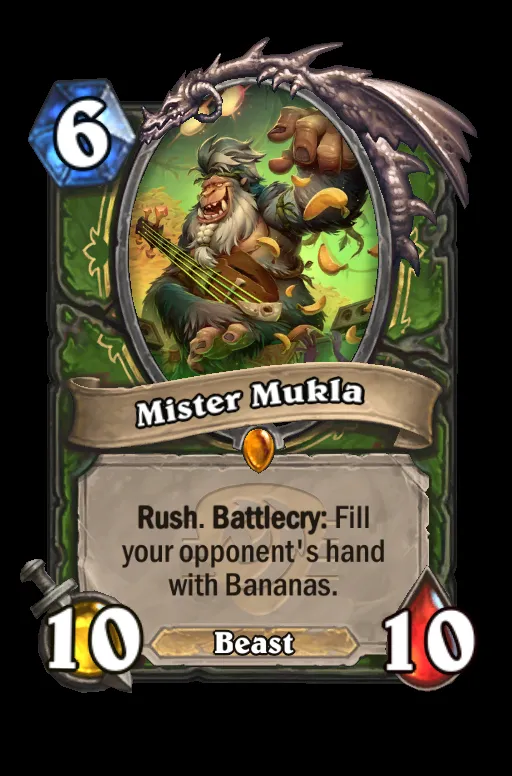 6
Mister Mukla
Rush. Battlecry: Fill
your opponent's hand
with Bananas.
10
Beast
10